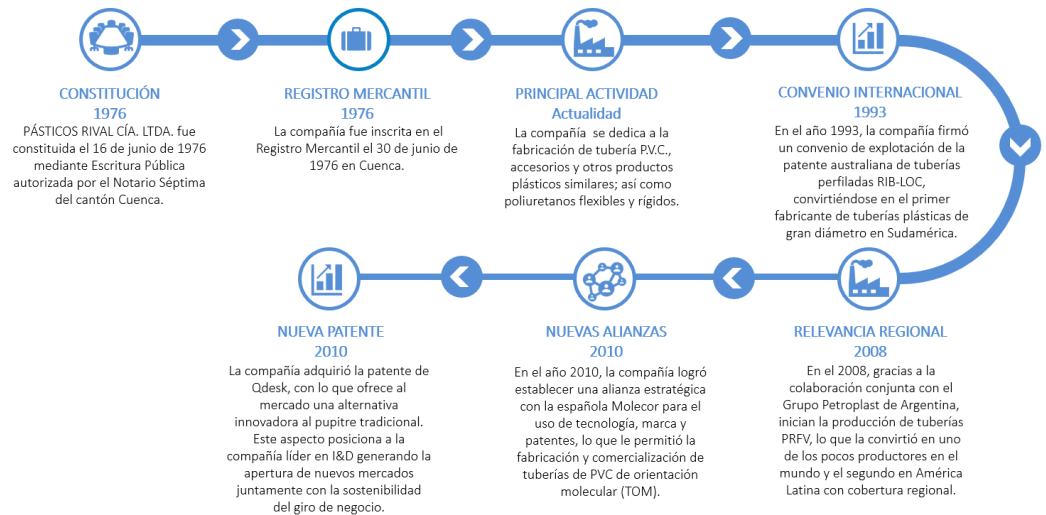 CONSTITUCIÓN
1976
PÁSTICOS RIVAL CÍA. LTDA. fue
constituida el 16 de junio de 1976
mediante Escritura Pública
autorizada por el Notario Séptima
del cantón Cuenca.
REGISTRO MERCANTIL
1976
La compañía fue inscrita en el
Registro Mercantil el 30 de junio de
1976 en Cuenca.
PRINCIPAL ACTIVIDAD
Actualidad
La compañía se dedica a la
fabricación de tubería P.V.C.,
accesorios y otros productos
plásticos similares; así como
poliuretanos flexibles y rígidos.
CONVENIO INTERNACIONAL
1993
En el año 1993, la compañía firmó
un convenio de explotación de la
patente australiana de tuberías
perfiladas RIB-LOC,
convirtiéndose en el primer
fabricante de tuberías plásticas de
gran diámetro en Sudamérica.
RELEVANCIA REGIONAL
2008
En el 2008, gracias a la
colaboración conjunta con el
Grupo Petroplast de Argentina,
inician la producción de tuberías
PRFV, lo que la convirtió en uno
de los pocos productores en el
mundo y el segundo en América
Latina con cobertura regional.
NUEVAS ALIANZAS
2010
En el año 2010, la compañía logró
establecer una alianza estratégica
con la española Molecor para el
uso de tecnología, marca y
patentes, lo que le permitió la
fabricación y comercialización de
tuberías de PVC de orientación
molecular (TOM).
NUEVA PATENTE
2010
La compañía adquirió la patente de
Qdesk, con lo que ofrece al
mercado una alternativa
innovadora al pupitre tradicional.
Este aspecto posiciona a la
compañía líder en I&D generando la
apertura de nuevos mercados
juntamente con la sostenibilidad
del giro de negocio.